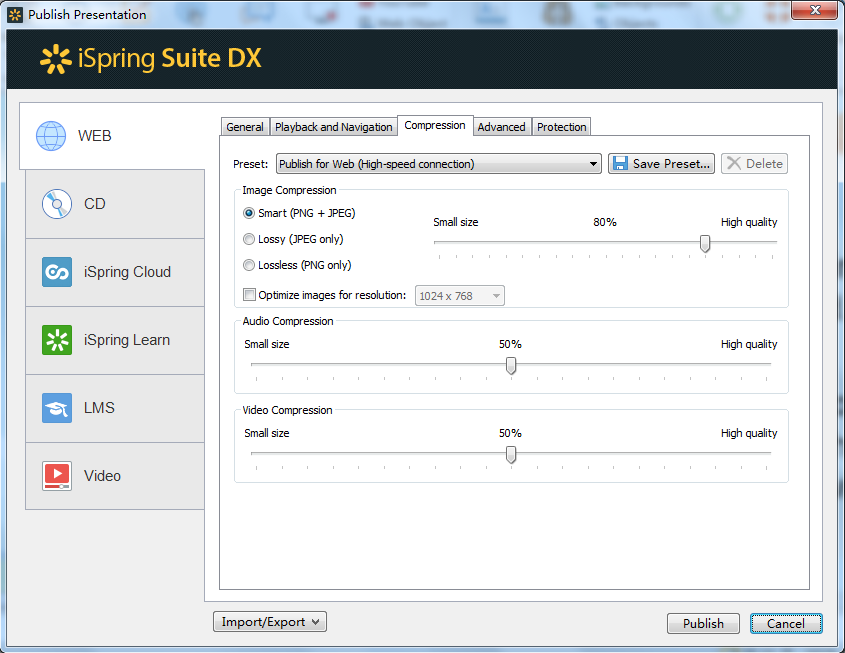 Publish Presentation
iSpring Suite DX
WEB
CD
iSpring Cloud
iSpring Learn
LMS
Video
General Playback and Navigation Compression Advanced Protection
Preset: Publish for Web (High-speed connection) Save Preset... Delete
Image Compression
Smart (PNG + JPEG)
Small size 80% High quality
Lossy (JPEG only)
Lossless (PNG only)
Optimize images for resolution: 1024 x 768
Audio Compression
Small size 50% High quality
Video Compression
Small size 50% High quality
Import/Export Publish Cancel